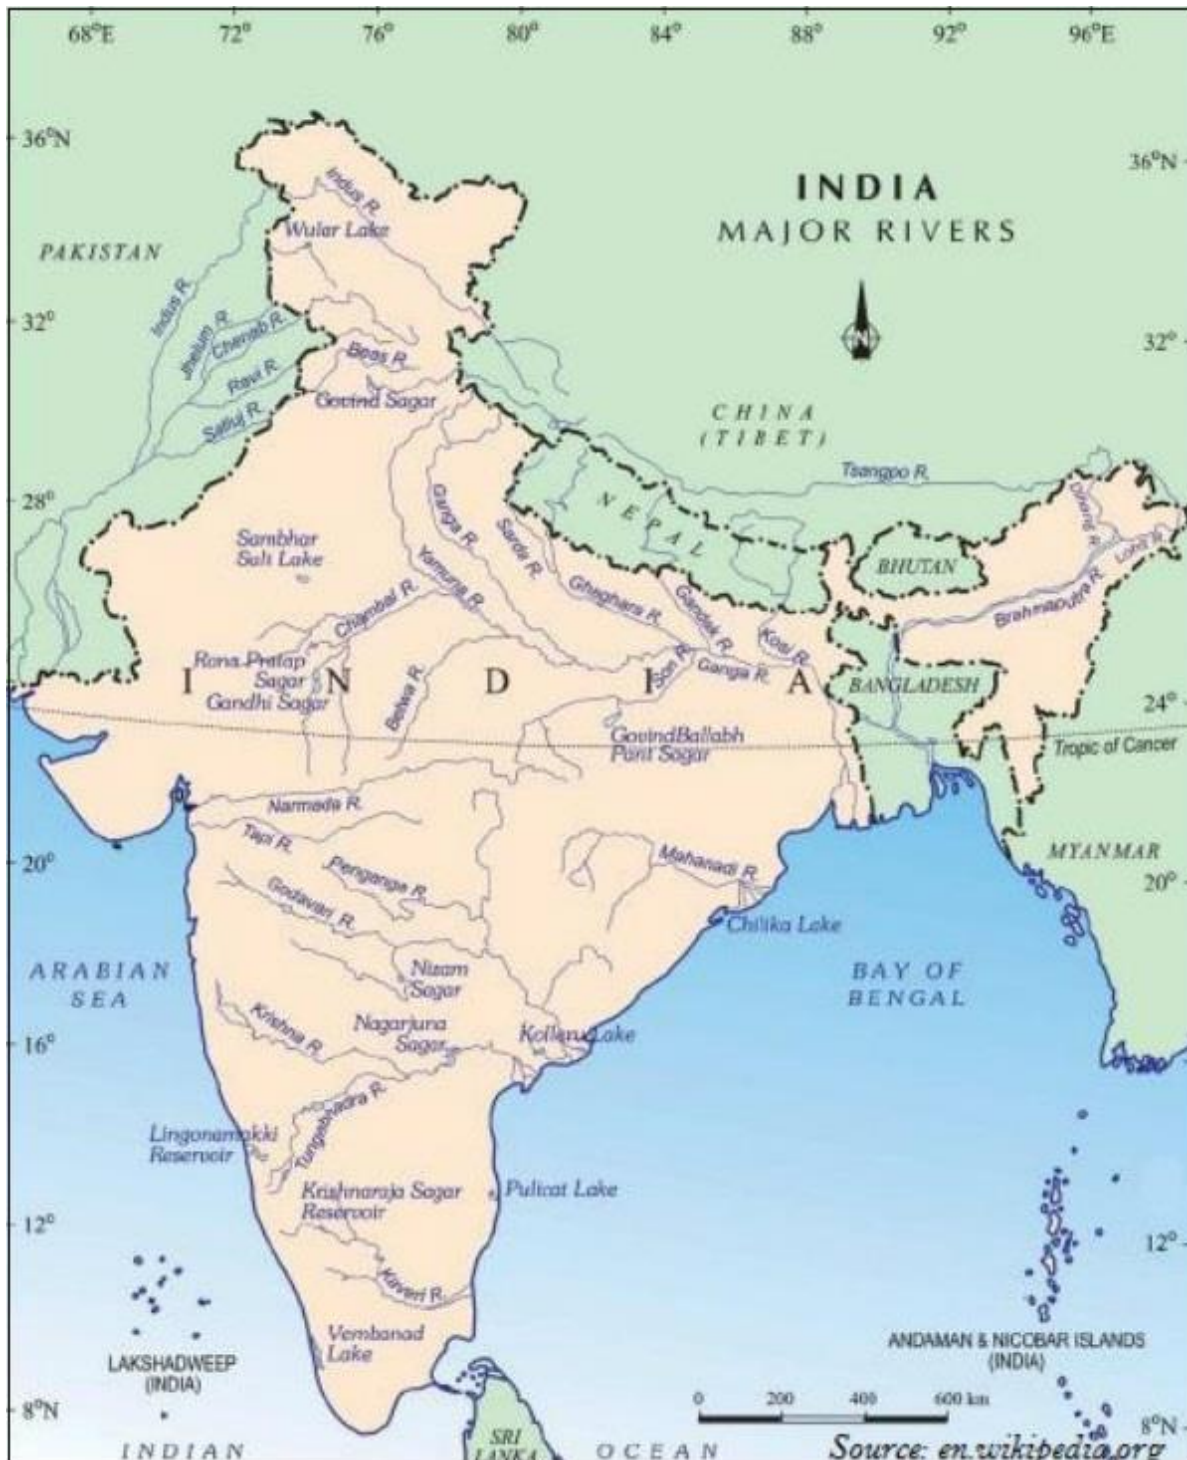 68°E 72° 76° 80° 84° 88° 92° 96°E
36°N
36°N
INDIA
MAJOR RIVERS
N
Indus R.
Wular Lake
PAKISTAN
Indus R.
32°
32°
Jhelum R.
Chenab R.
Beas R.
Ravi R.
Govind Sagar
Satluj R.
CHINA
(TIBET)
Tsangpo R.
28°
28°
NEPAL
Dihang R.
Ganga R.
Sarda R.
Sambhar
Salt Lake
Lohit R.
BHUTAN
Yamuna R.
Ghaghara R.
Gandak R.
Brahmaputra R.
Chambal R.
Kosi R.
Rana Pratap
Sagar
Gandhi Sagar
Son R.
Ganga R.
INDIA
BANGLADESH
Betwa R.
24°
24°
GovindBallabh
Pant Sagar
Tropic of Cancer
Narmada R.
Tapi R.
Penganga R.
Mahanadi R.
MYANMAR
20°
20°
Godavari R.
Chilika Lake
ARABIAN
SEA
Nizam
Sagar
BAY OF
BENGAL
Krishna R.
Nagarjuna
Sagar
Kolleru Lake
16°
16°
Tungabhadra R.
Lingonamakki
Reservoir
Krishnaraja Sagar
Reservoir
Pulicat Lake
12°
12°
Kaveri R.
Vembanad
Lake
LAKSHADWEEP
(INDIA)
ANDAMAN & NICOBAR ISLANDS
(INDIA)
0 200 400 600 km
8°N
8°N
SRI
LANKA
INDIAN OCEAN
Source: en.wikipedia.org